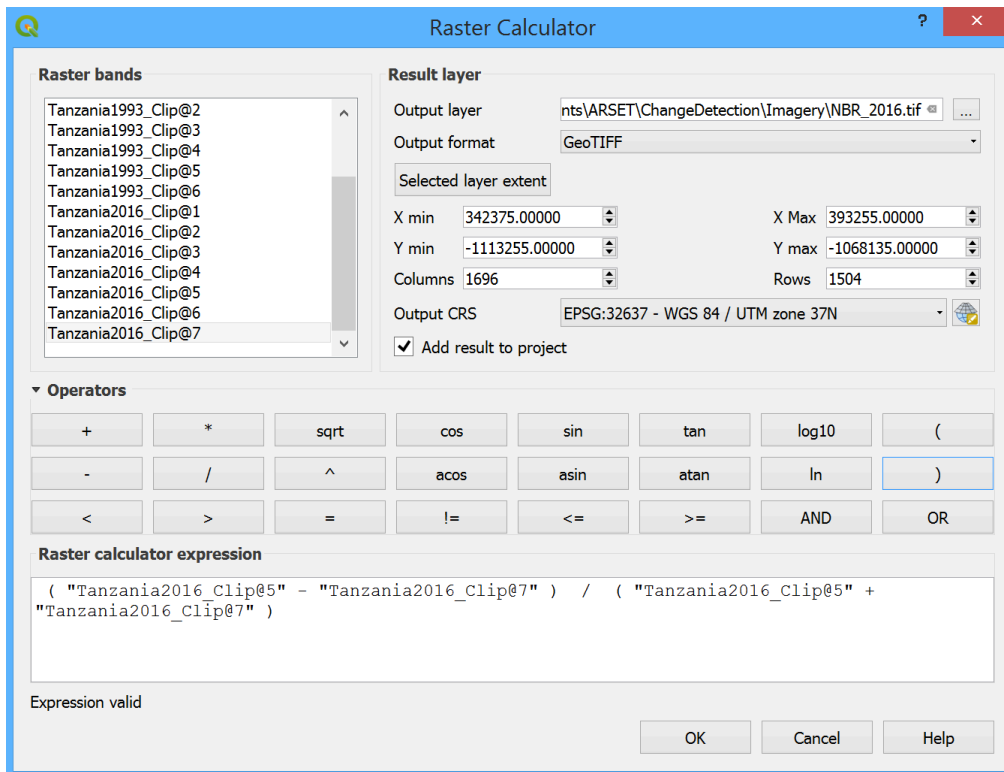 Raster Calculator
?
×
Raster bands
Tanzania1993_Clip@2
Tanzania1993_Clip@3
Tanzania1993_Clip@4
Tanzania1993_Clip@5
Tanzania1993_Clip@6
Tanzania2016_Clip@1
Tanzania2016_Clip@2
Tanzania2016_Clip@3
Tanzania2016_Clip@4
Tanzania2016_Clip@5
Tanzania2016_Clip@6
Tanzania2016_Clip@7
Result layer
Output layer nts\ARSET\ChangeDetection\Imagery\NBR_2016.tif ...
Output format GeoTIFF
Selected layer extent
X min 342375.00000 X Max 393255.00000
Y min -1113255.00000 Y max -1068135.00000
Columns 1696 Rows 1504
Output CRS EPSG:32637 - WGS 84 / UTM zone 37N
Add result to project
Operators
+ * sqrt cos sin tan log10 (
- / ^ acos asin atan ln )
< > = != <= >= AND OR
Raster calculator expression
( "Tanzania2016_Clip@5" - "Tanzania2016_Clip@7" ) / ( "Tanzania2016_Clip@5" +
"Tanzania2016_Clip@7" )
Expression valid
OK Cancel Help